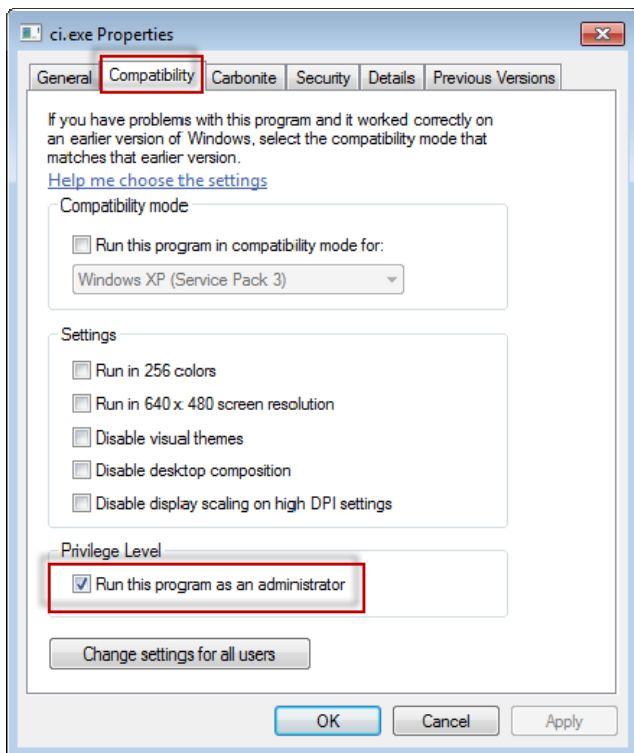 ci.exe Properties
General Compatibility Carbonite Security Details Previous Versions
If you have problems with this program and it worked correctly on
an earlier version of Windows, select the compatibility mode that
matches that earlier version.
Help me choose the settings
Compatibility mode
Run this program in compatibility mode for:
Windows XP (Service Pack 3)
Settings
Run in 256 colors
Run in 640 x 480 screen resolution
Disable visual themes
Disable desktop composition
Disable display scaling on high DPI settings
Privilege Level
Run this program as an administrator
Change settings for all users
OK Cancel Apply